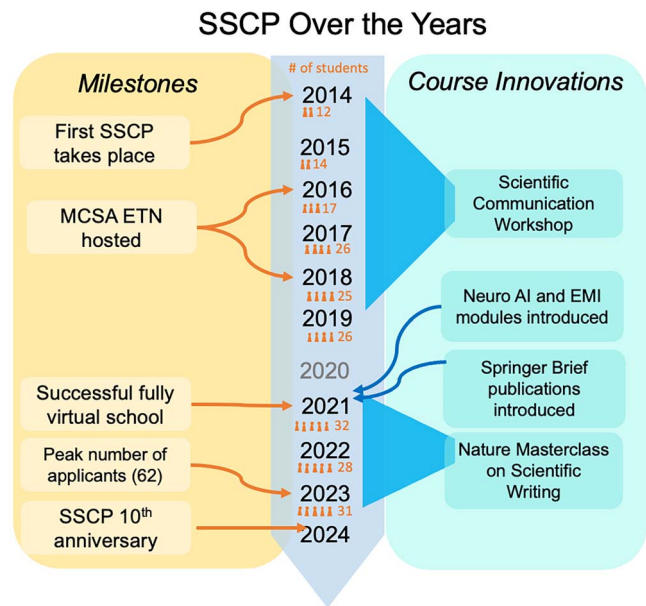 SSCP Over the Years
Milestones
# of students
Course Innovations
2014
12
First SSCP
takes place
2015
14
2016
17
MCSA ETN
hosted
Scientific
Communication
Workshop
2017
26
2018
25
2019
26
Neuro AI and EMI
modules introduced
2020
Springer Brief
publications
introduced
Successful fully
virtual school
2021
32
Peak number of
applicants (62)
2022
28
Nature Masterclass
on Scientific
Writing
2023
31
SSCP 10th
anniversary
2024